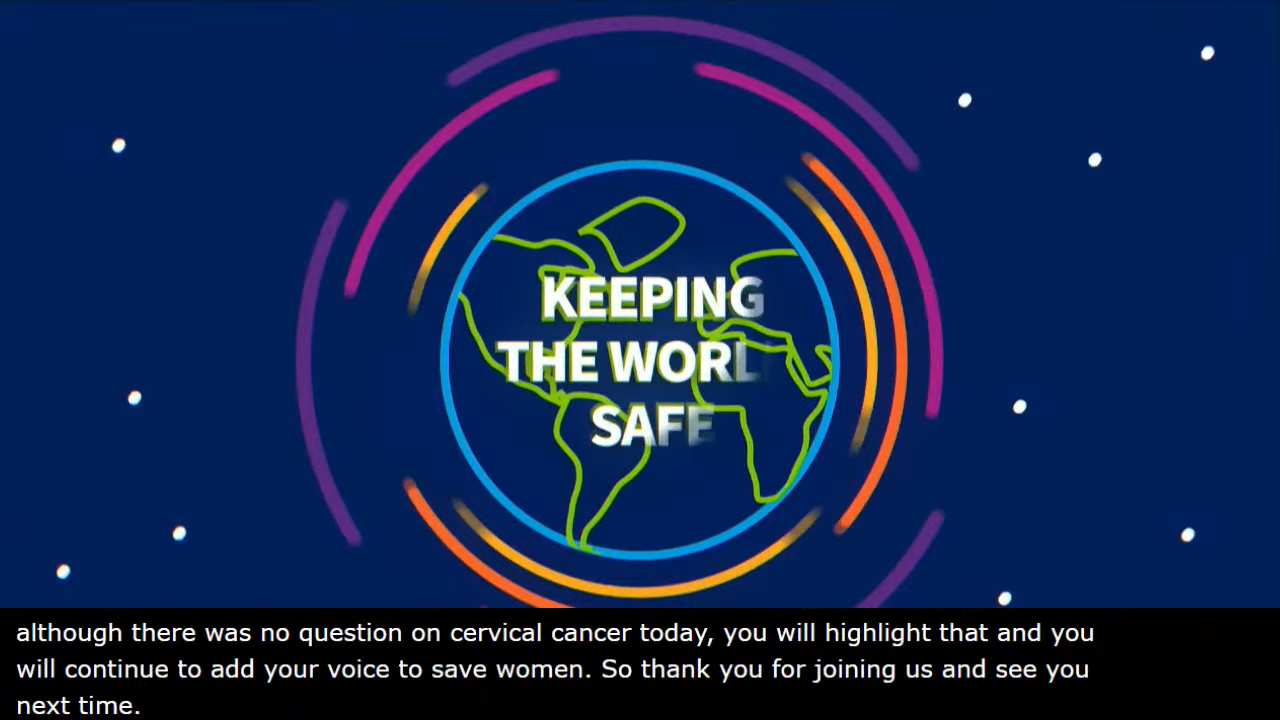 KEEPING
THE WORL
SAFE
although there was no question on cervical cancer today, you will highlight that and you
will continue to add your voice to save women. So thank you for joining us and see you
next time.